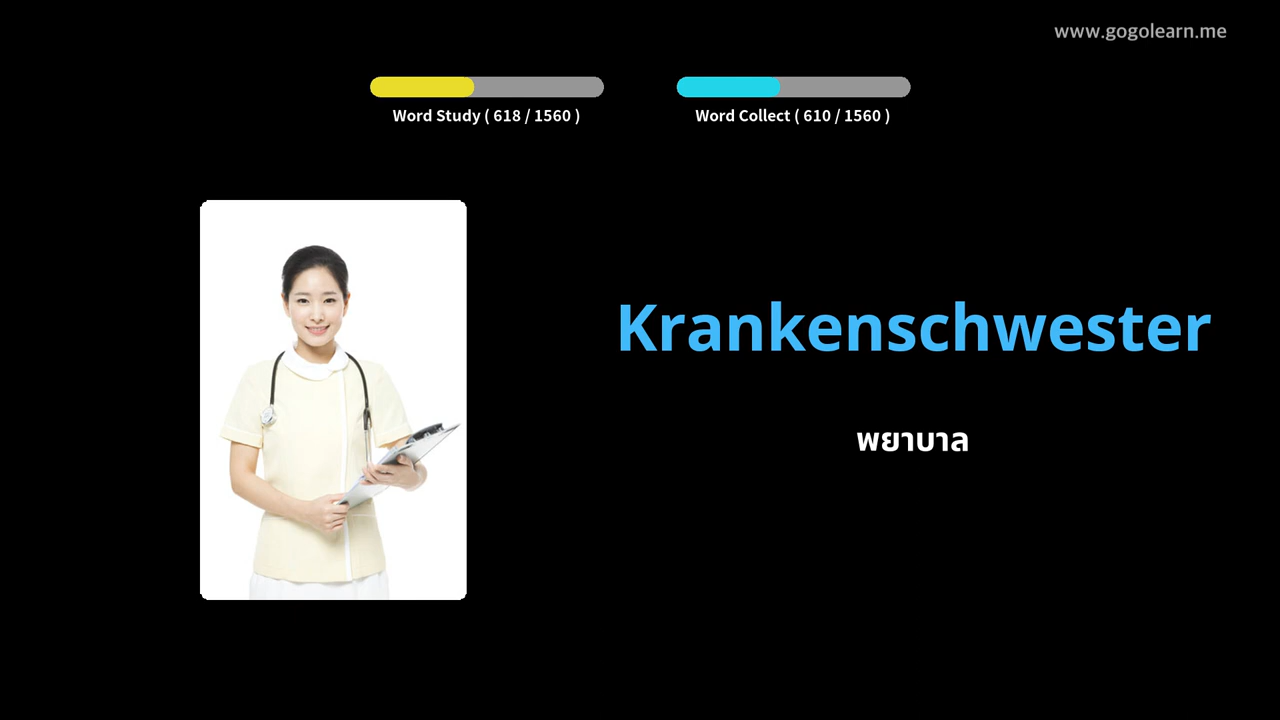 www.gogolearn.me
Word Study ( 618 / 1560 )
Word Collect ( 610 / 1560 )
Krankenschwester
พยาบาล